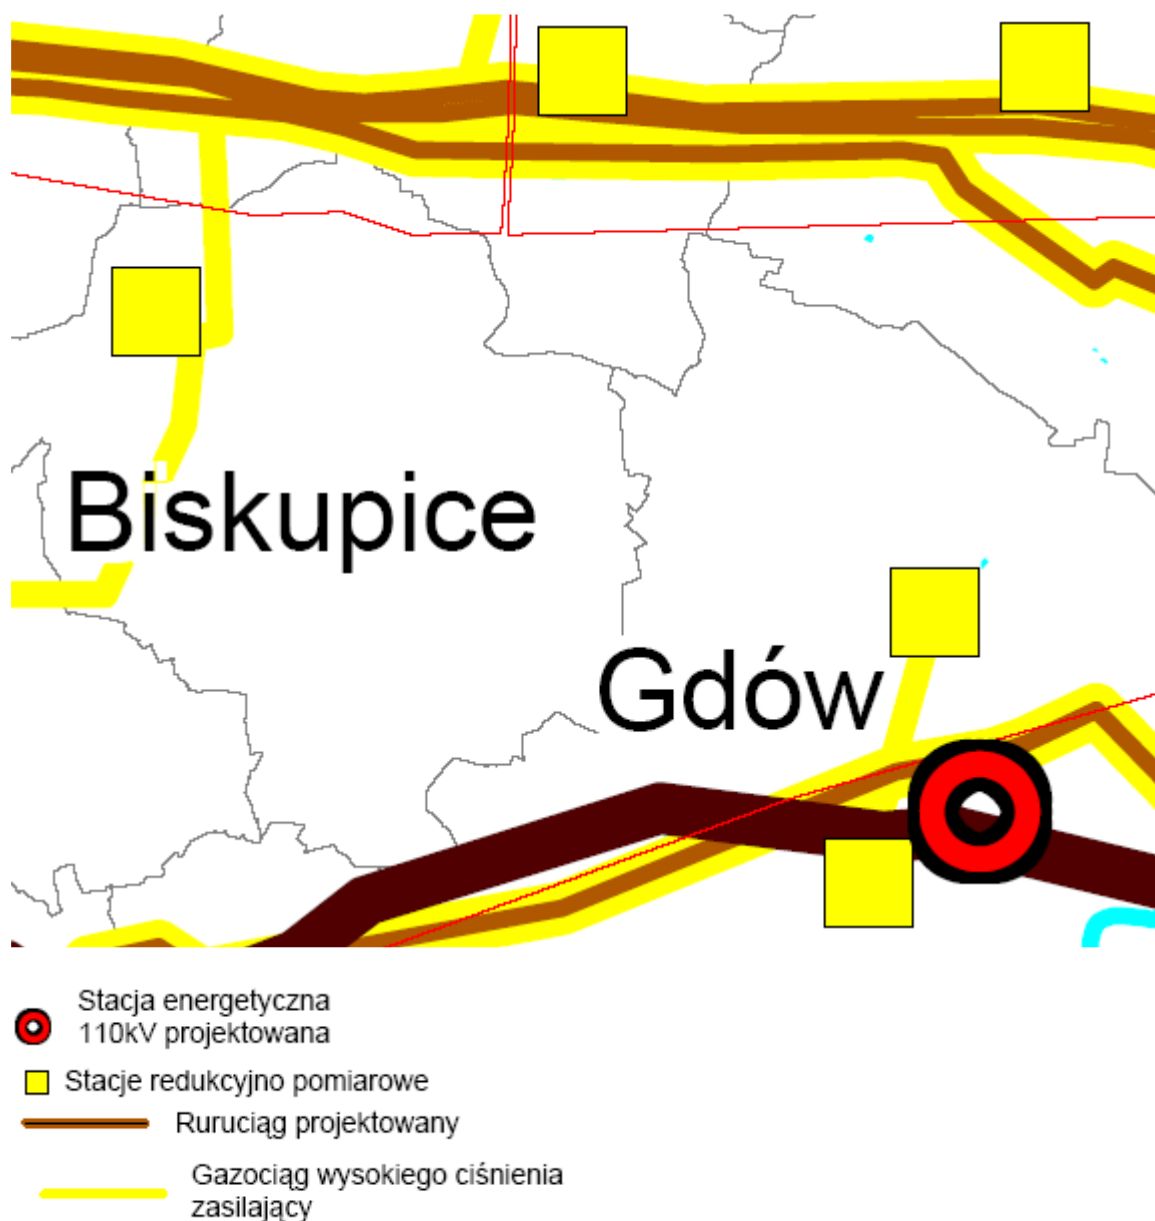 Biskupice
Gdów
Stacja energetyczna
110kV projektowana
Stacje redukcyjno pomiarowe
Ruruciąg projektowany
Gazociąg wysokiego ciśnienia
zasilający